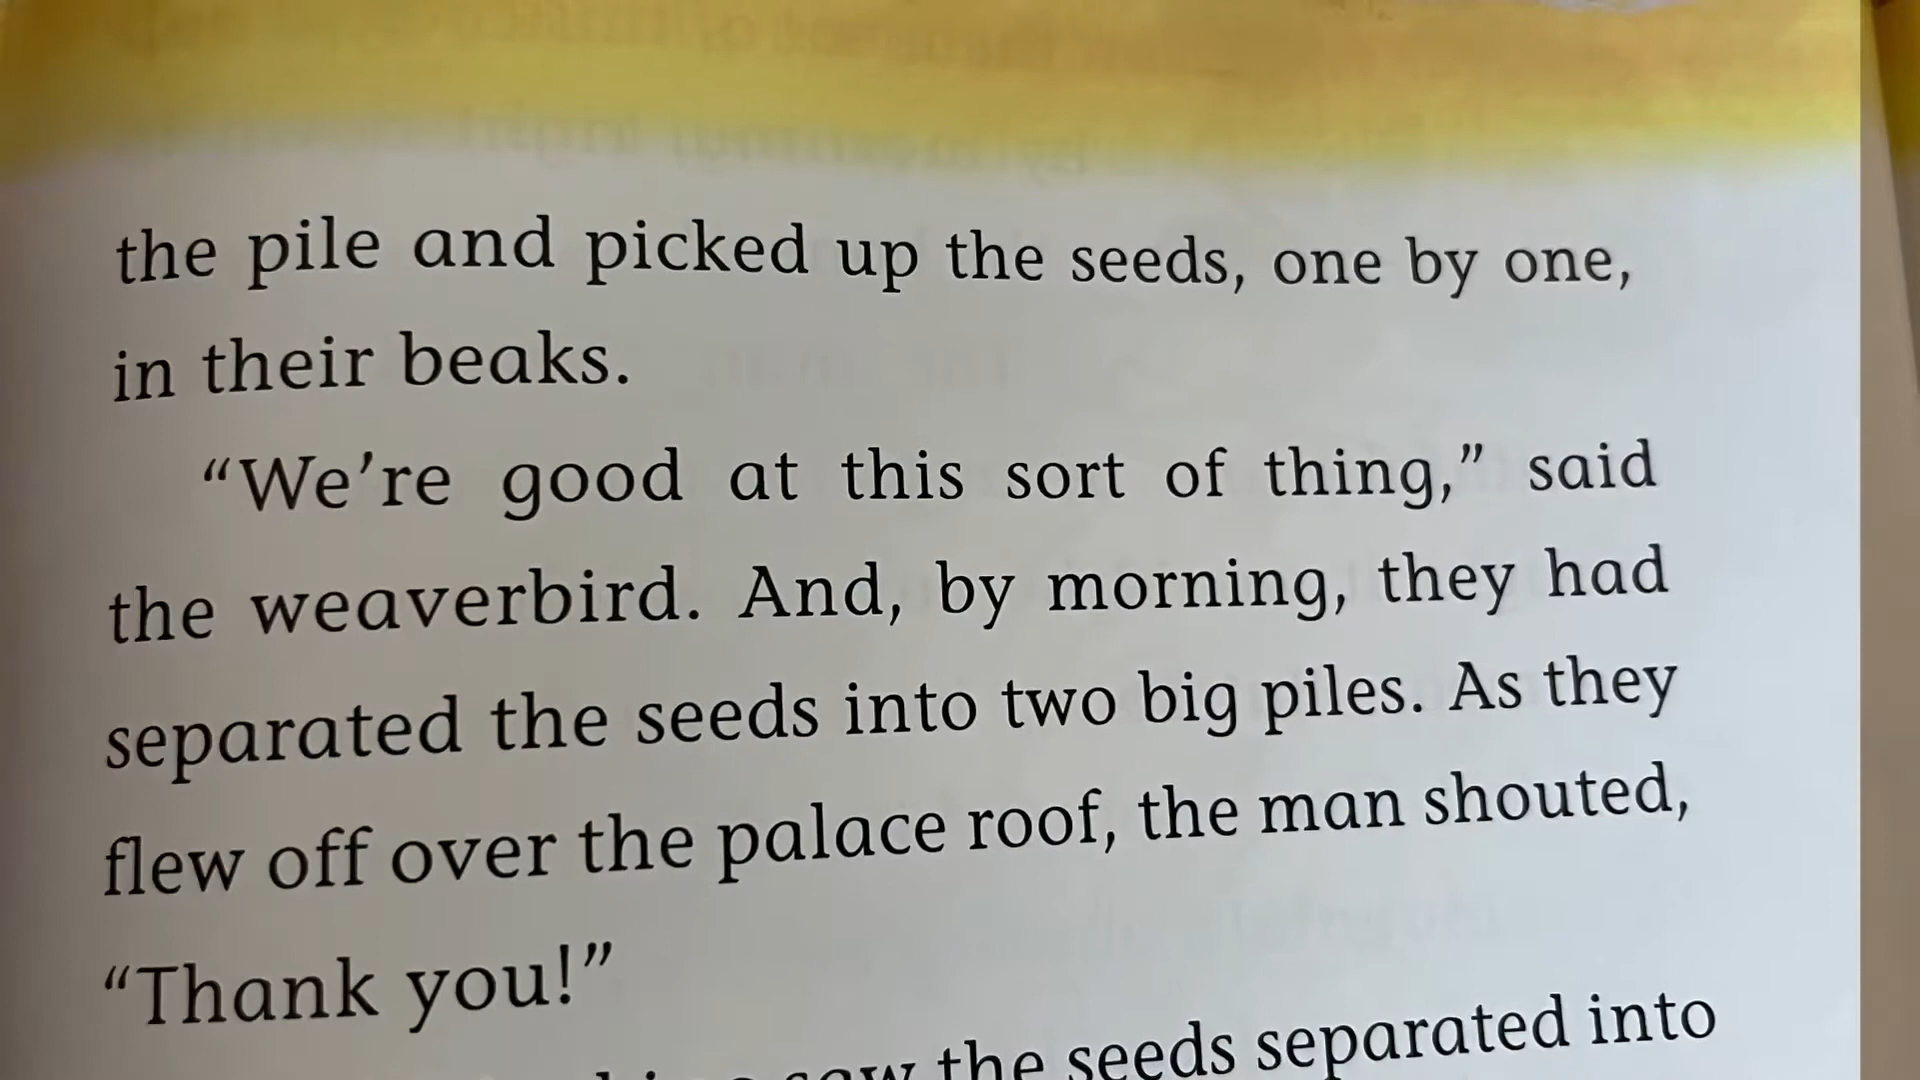 the pile and picked up the seeds, one by one,
in their beaks.
“We’re good at this sort of thing,” said
the weaverbird. And, by morning, they had
separated the seeds into two big piles. As they
flew off over the palace roof, the man shouted,
“Thank you!”
saw the seeds separated into